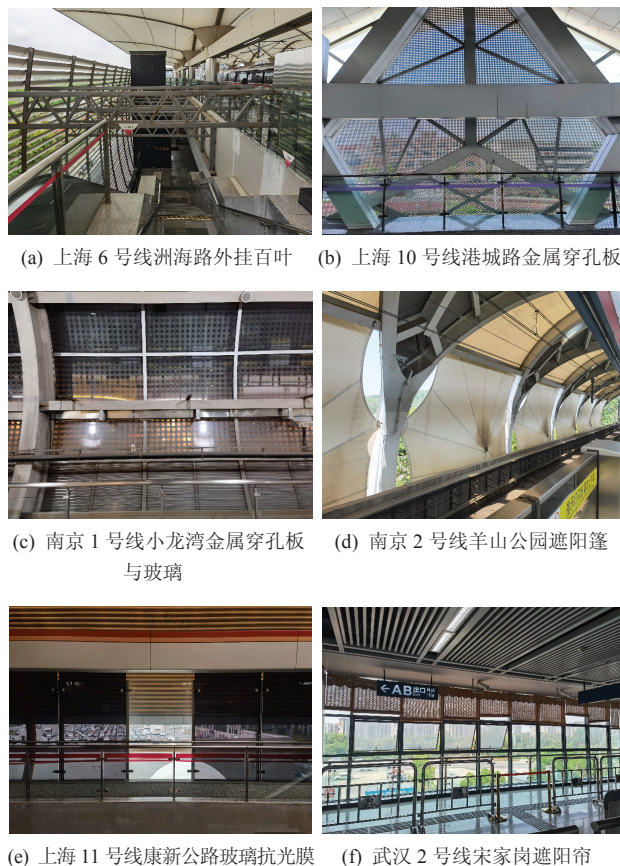 (a) 上海 6 号线洲海路外挂百叶
(b) 上海 10 号线港城路金属穿孔板
(c) 南京 1 号线小龙湾金属穿孔板
与玻璃
(d) 南京 2 号线羊山公园遮阳篷
AB出口
(e) 上海 11 号线康新公路玻璃抗光膜
(f) 武汉 2 号线宋家岗遮阳帘